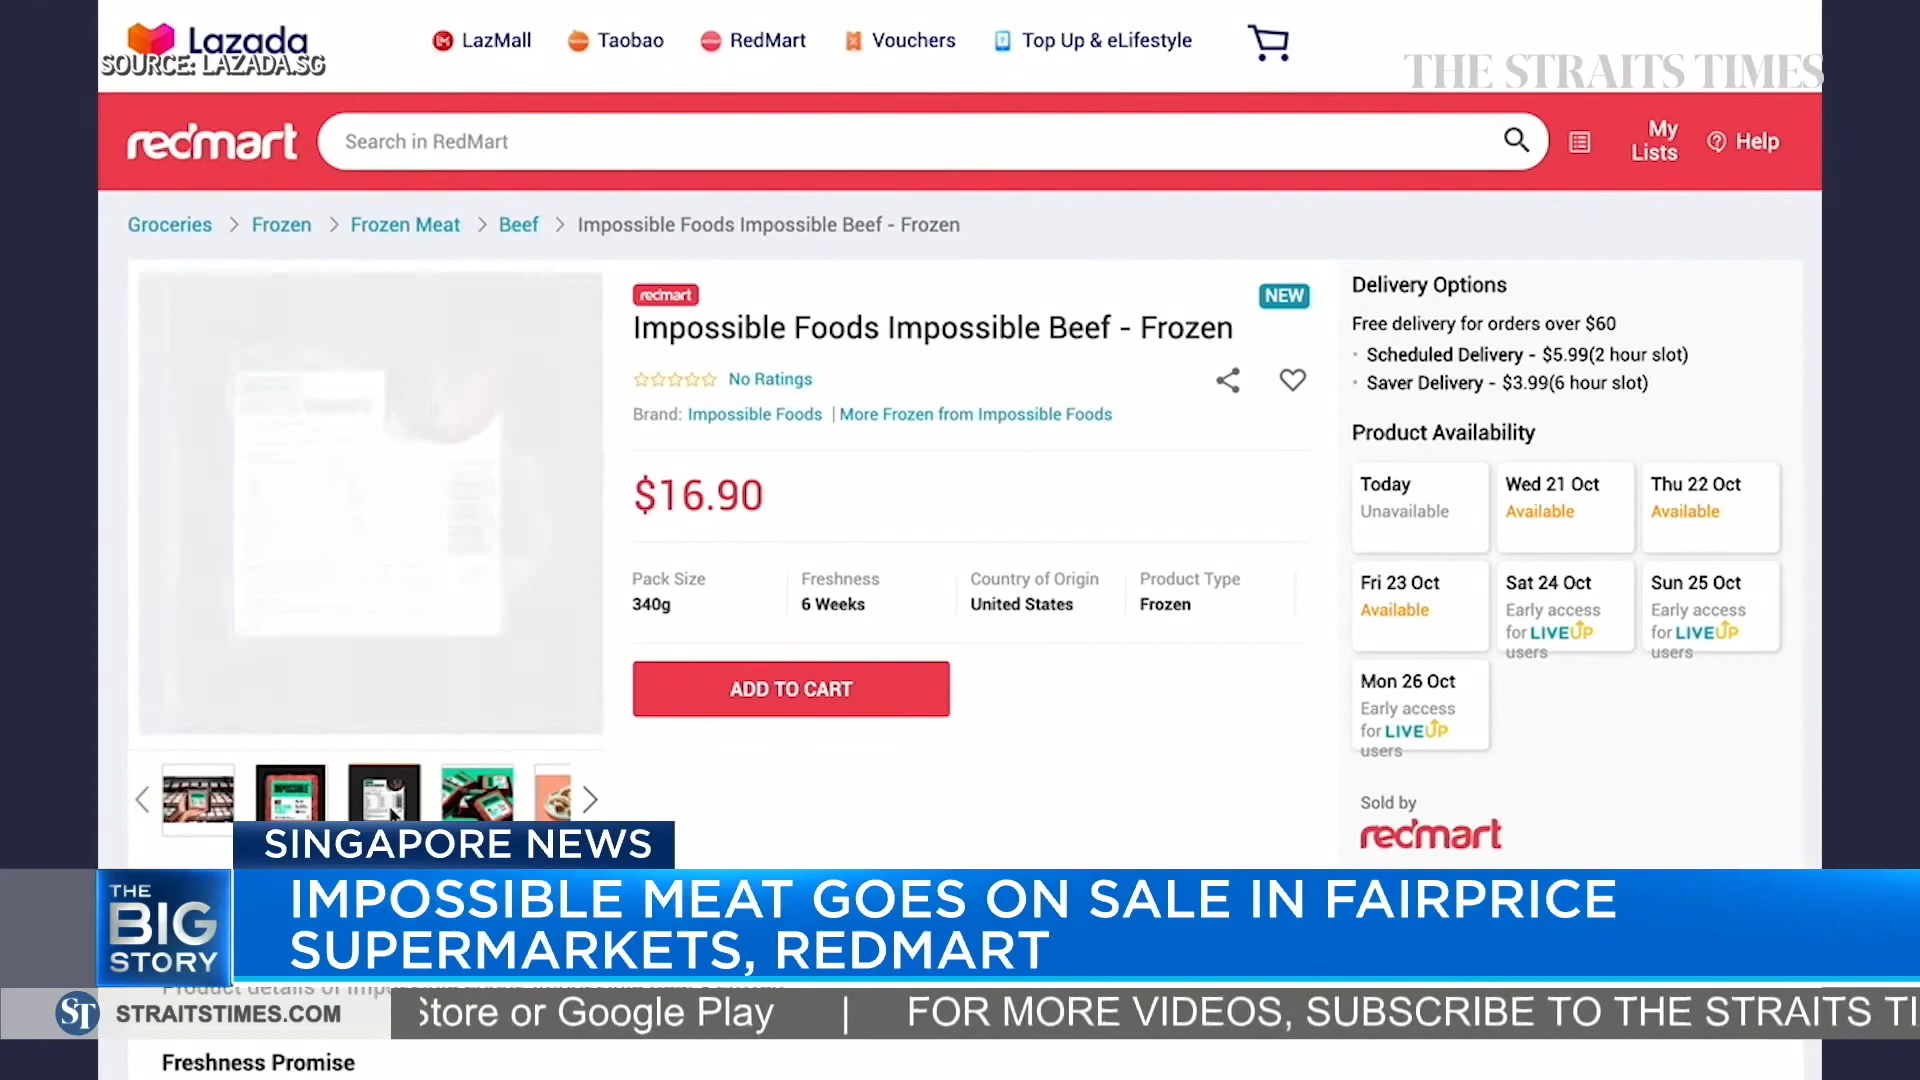 Lazada
SOURCE: LAZADA.SG
LazMall
Taobao
RedMart
Vouchers
Top Up & eLifestyle
THE STRAITS TIMES
redmart
Search in RedMart
My Lists
Help
Groceries > Frozen > Frozen Meat > Beef > Impossible Foods Impossible Beef - Frozen
redmart
NEW
Impossible Foods Impossible Beef - Frozen
No Ratings
Brand: Impossible Foods | More Frozen from Impossible Foods
$16.90
Pack Size
340g
Freshness
6 Weeks
Country of Origin
United States
Product Type
Frozen
ADD TO CART
Delivery Options
Free delivery for orders over $60
· Scheduled Delivery - $5.99(2 hour slot)
· Saver Delivery - $3.99(6 hour slot)
Product Availability
Today
Unavailable
Wed 21 Oct
Available
Thu 22 Oct
Available
Fri 23 Oct
Available
Sat 24 Oct
Early access
for LIVEUP
users
Sun 25 Oct
Early access
for LIVEUP
users
Mon 26 Oct
Early access
for LIVEUP
users
Sold by
redmart
IMPOSSIBLE
SINGAPORE NEWS
THE
BIG
STORY
IMPOSSIBLE MEAT GOES ON SALE IN FAIRPRICE
SUPERMARKETS, REDMART
Product details of
ST
STRAITSTIMES.COM
Store or Google Play | FOR MORE VIDEOS, SUBSCRIBE TO THE STRAITS TI
Freshness Promise